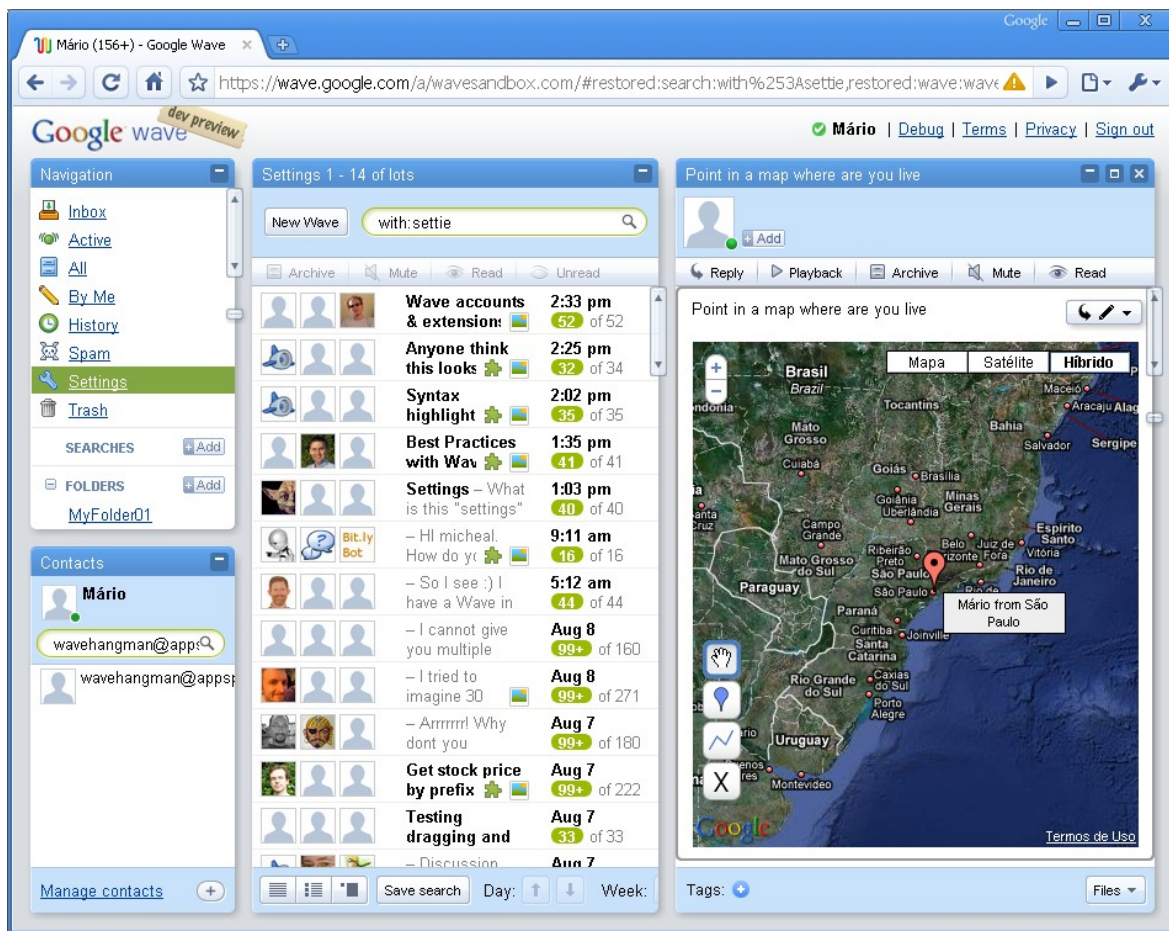 Google
Mário (156+) - Google Wave
https://wave.google.com/a/wavesandbox.com/#restored:search:with%253Asettie,restored:wave:wave
Google wave
dev preview
Mário | Debug | Terms | Privacy | Sign out
Navigation
Inbox
Active
All
By Me
History
Spam
Settings
Trash
SEARCHES
Add
FOLDERS
Add
MyFolder01
Contacts
Mário
wavehangman@apps
wavehangman@appsp
Manage contacts
Settings 1 - 14 of lots
New Wave
with:settie
Archive Mute Read Unread
Wave accounts 2:33 pm
& extensions 52 of 52
Anyone think 2:25 pm
this looks 32 of 34
Syntax 2:02 pm
highlight 35 of 35
Best Practices 1:35 pm
with Wav 41 of 41
Settings – What 1:03 pm
is this "settings" 40 of 40
Bit.ly
Bot
– HI micheal. 9:11 am
How do yo 16 of 16
– So I see :) I 5:12 am
have a Wave in 44 of 44
– I cannot give Aug 8
you multiple 99+ of 160
– I tried to Aug 8
imagine 30 99+ of 271
– Arrrrrr! Why Aug 7
dont you 99+ of 180
Get stock price Aug 7
by prefix 99+ of 222
Testing Aug 7
dragging and 33 of 33
– Discussion Aug 7
Save search Day: Week:
Point in a map where are you live
Add
Reply Playback Archive Mute Read
Point in a map where are you live
Mapa Satélite Híbrido
Brasil
Brazil
Maceió
Tocantins
Aracaju
Alag
ndonia
Mato
Grosso
Bahia
Salvador
Sergipe
Cuiabá
Goiás
Brasília
Goiânia
Minas
Gerais
Uberlândia
anta
Cruz
Campo
Grande
Espírito
Santo
Belo
orizonte
Juiz de
Fora
Vitória
Ribeirão
Preto
Mato Grosso
do Sul
São Paulo
Rio de
Janeiro
Paraguay
São Paulo
Rio de
Mário from São
Paulo
Paraná
Curitiba
Joinville
Santa
Catarina
Rio Grande
do Sul
Caxias
do Sul
Porto
Alegre
Uruguay
Montevideo
Google
Termos de Uso
Tags:
Files